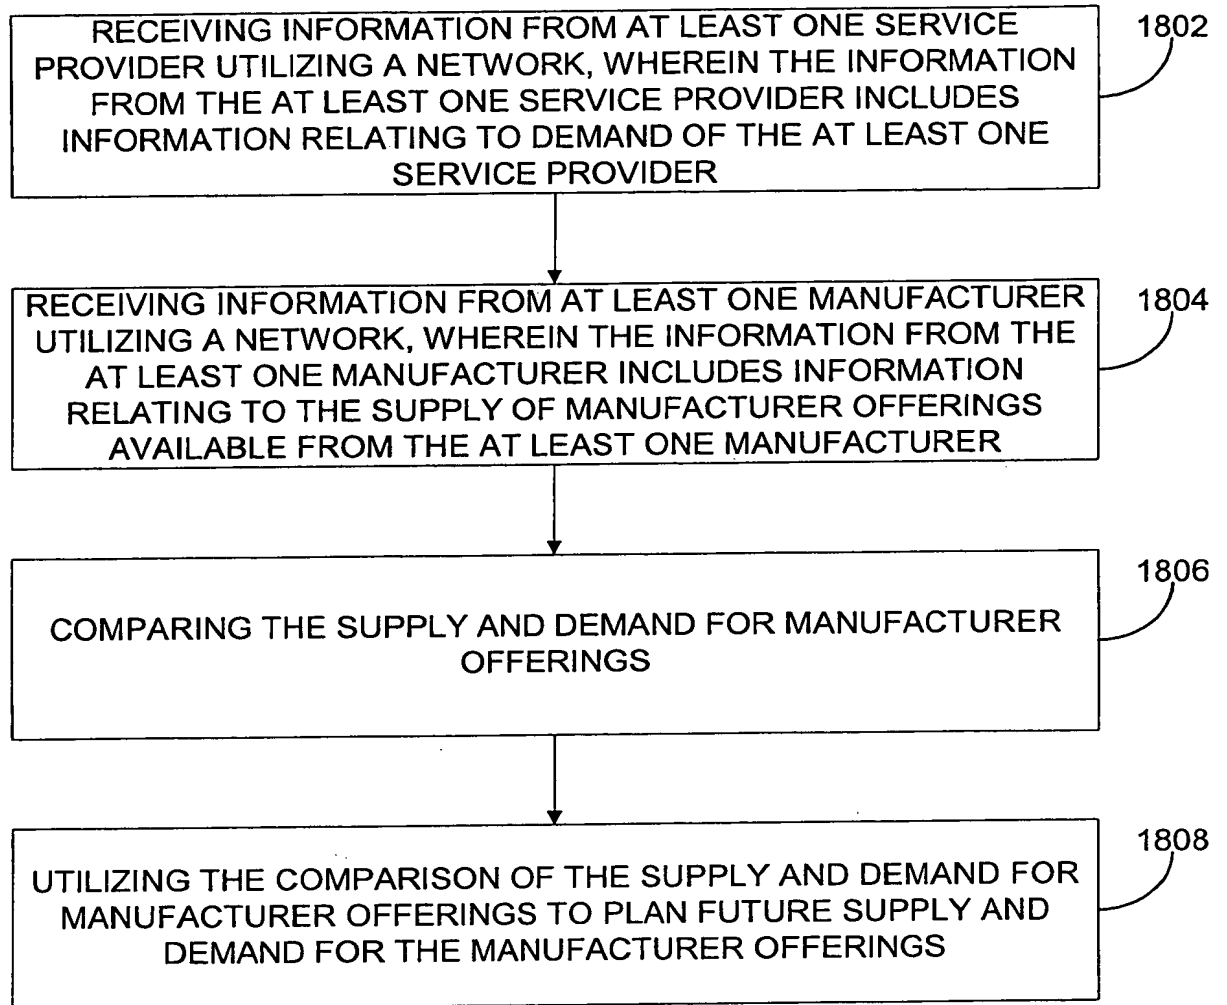 RECEIVING INFORMATION FROM AT LEAST ONE SERVICE
PROVIDER UTILIZING A NETWORK, WHEREIN THE INFORMATION
FROM THE AT LEAST ONE SERVICE PROVIDER INCLUDES
INFORMATION RELATING TO DEMAND OF THE AT LEAST ONE
SERVICE PROVIDER
1802
RECEIVING INFORMATION FROM AT LEAST ONE MANUFACTURER
UTILIZING A NETWORK, WHEREIN THE INFORMATION FROM THE
AT LEAST ONE MANUFACTURER INCLUDES INFORMATION
RELATING TO THE SUPPLY OF MANUFACTURER OFFERINGS
AVAILABLE FROM THE AT LEAST ONE MANUFACTURER
1804
COMPARING THE SUPPLY AND DEMAND FOR MANUFACTURER
OFFERINGS
1806
UTILIZING THE COMPARISON OF THE SUPPLY AND DEMAND FOR
MANUFACTURER OFFERINGS TO PLAN FUTURE SUPPLY AND
DEMAND FOR THE MANUFACTURER OFFERINGS
1808